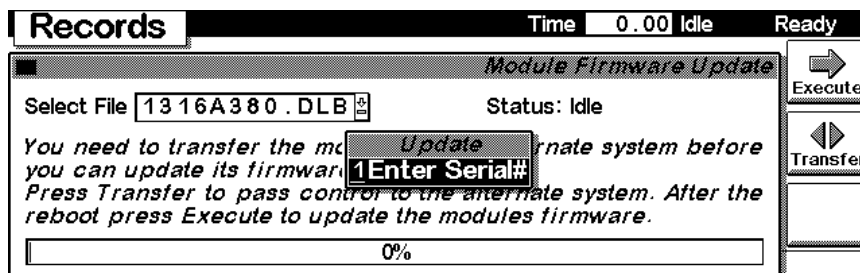 Records
Time 0.00 Idle Ready
Module Firmware Update
Select File 1316A380.DLB Status: Idle
You need to transfer the rnate system before
you can update its firmwar
Press Transfer to pass control to the alternate system. After the
reboot press Execute to update the modules firmware.
0%
Update
1 Enter Serial#
Execute
Transfer